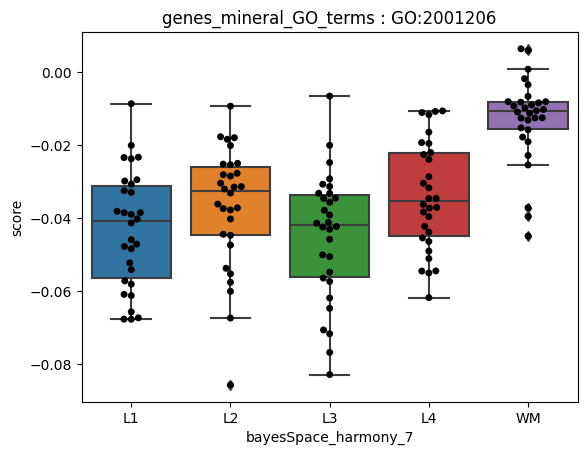 genes_mineral_GO_terms : GO:2001206
0.00
−0.02
−0.04
−0.06
−0.08
score
L1 L2 L3 L4 WM
bayesSpace_harmony_7